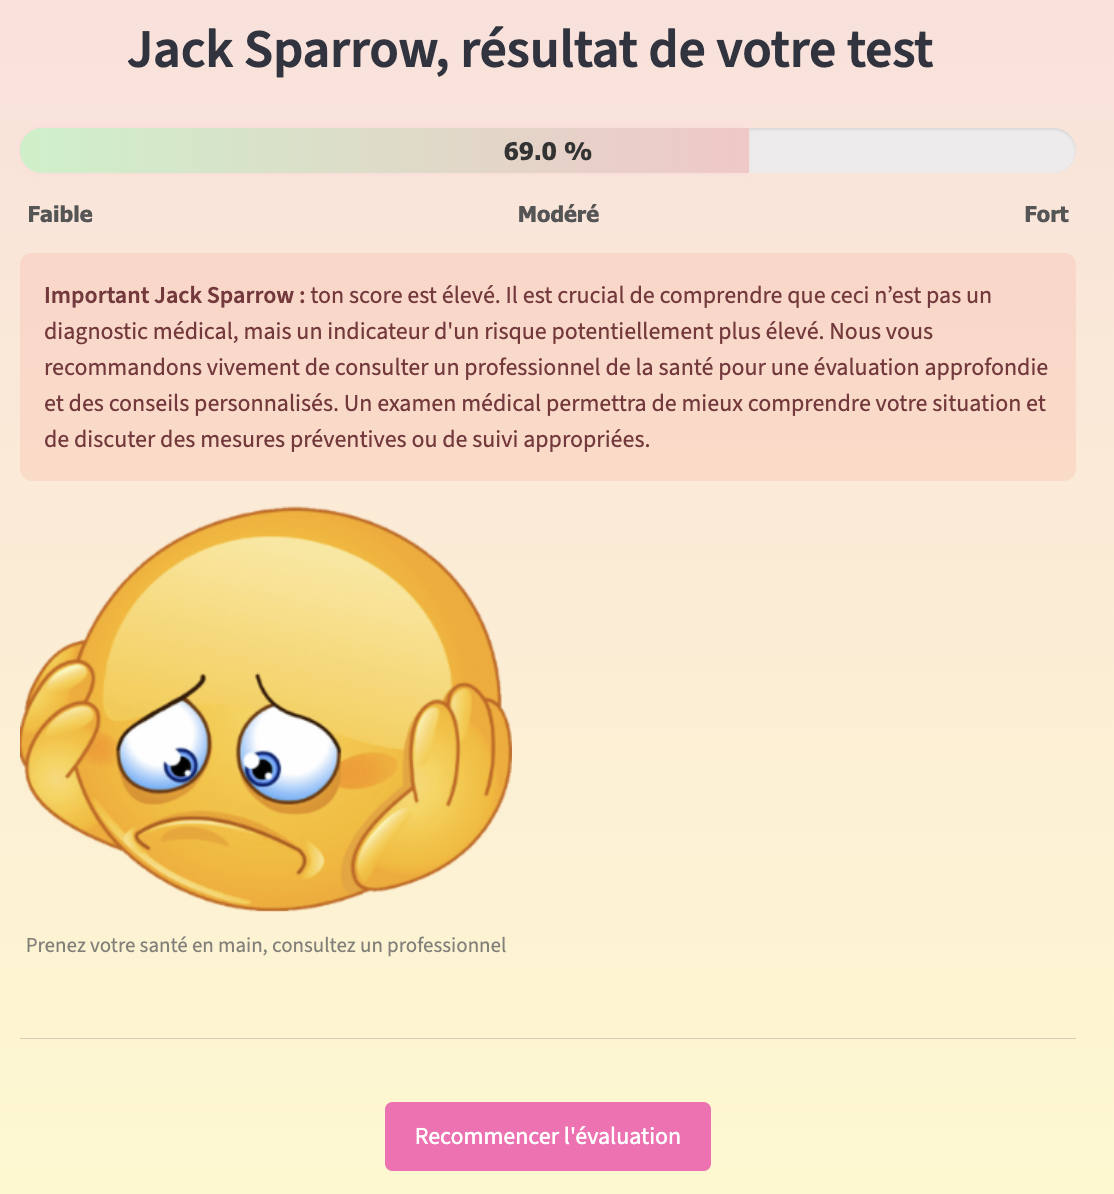 Jack Sparrow, résultat de votre test
69.0 %
Faible
Modéré
Fort
Important Jack Sparrow : ton score est élevé. Il est crucial de comprendre que ceci n’est pas un
diagnostic médical, mais un indicateur d'un risque potentiellement plus élevé. Nous vous
recommandons vivement de consulter un professionnel de la santé pour une évaluation approfondie
et des conseils personnalisés. Un examen médical permettra de mieux comprendre votre situation et
de discuter des mesures préventives ou de suivi appropriées.
Prenez votre santé en main, consultez un professionnel
Recommencer l'évaluation